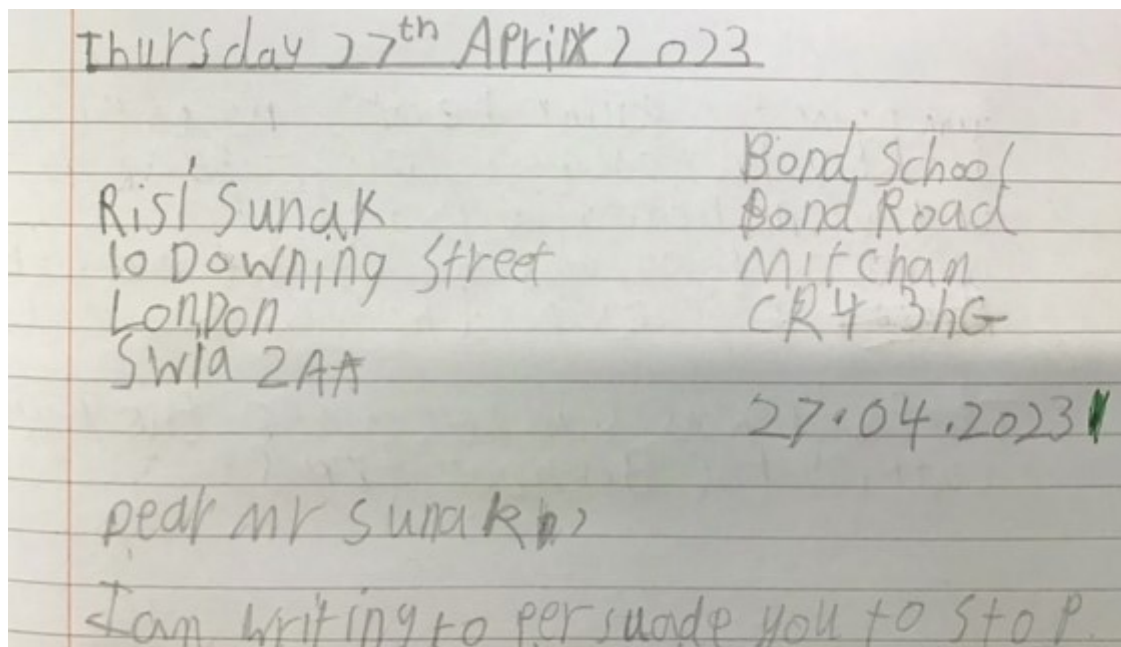 Thursday 27th April 2023
Bond School
Risi Sunak
Bond Road
10 Downing Street
Mitchan
London
CR4 3hG
SW1a 2AA
27.04.2023
Dear mr Sunak,
I am writing to persuade you to stop